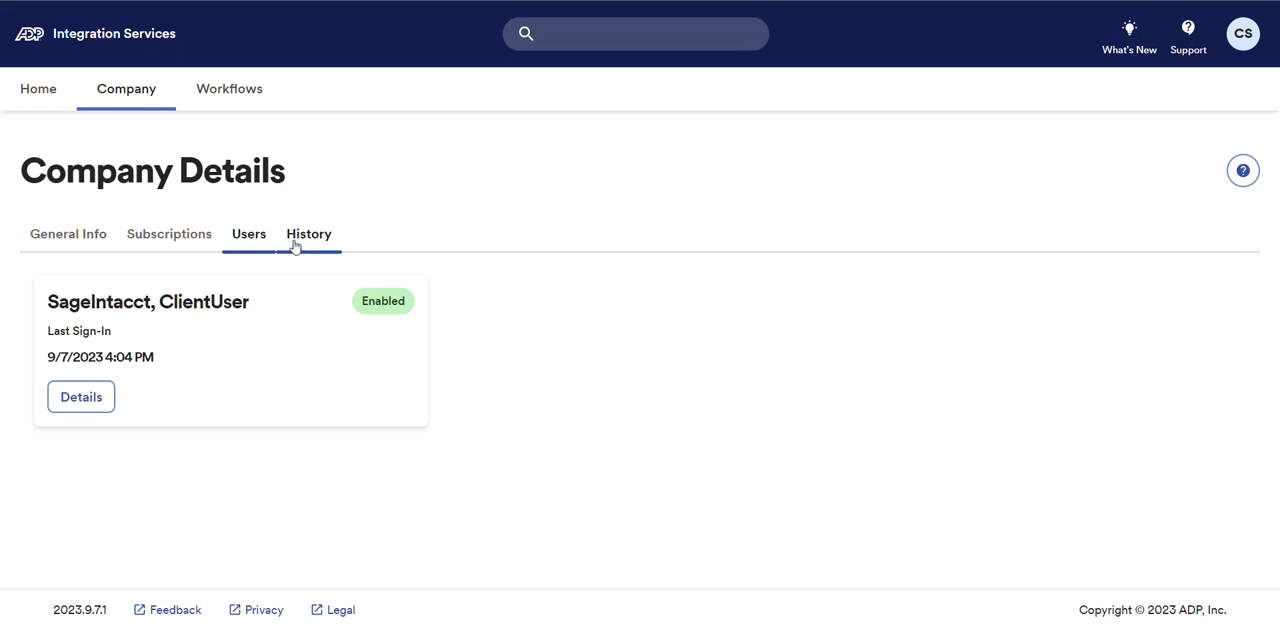 ADP Integration Services
What's New
Support
CS
Home
Company
Workflows
Company Details
?
General Info
Subscriptions
Users
History
SageIntacct, ClientUser
Enabled
Last Sign-In
9/7/2023 4:04 PM
Details
2023.9.7.1
Feedback
Privacy
Legal
Copyright © 2023 ADP, Inc.